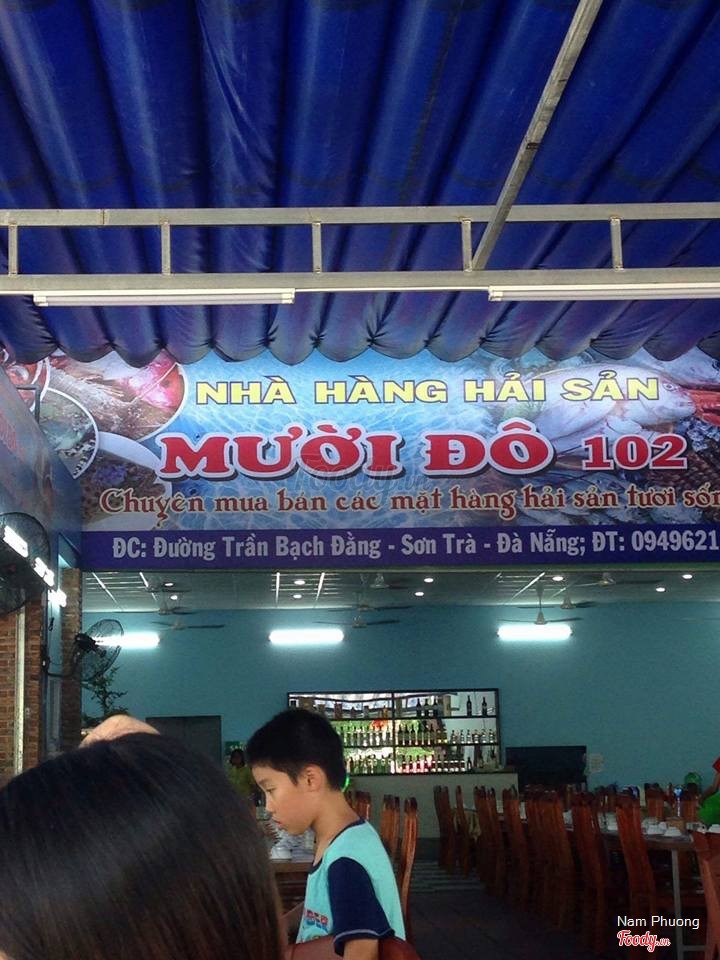 NHÀ HÀNG HẢI SẢN
MƯỜI ĐÔ 102
Chuyên mua bán các mặt hàng hải sản tươi sốn
ĐC: Đường Trần Bạch Đằng - Sơn Trà - Đà Nẵng; ĐT: 0949621
Nam Phuong
Foody.vn